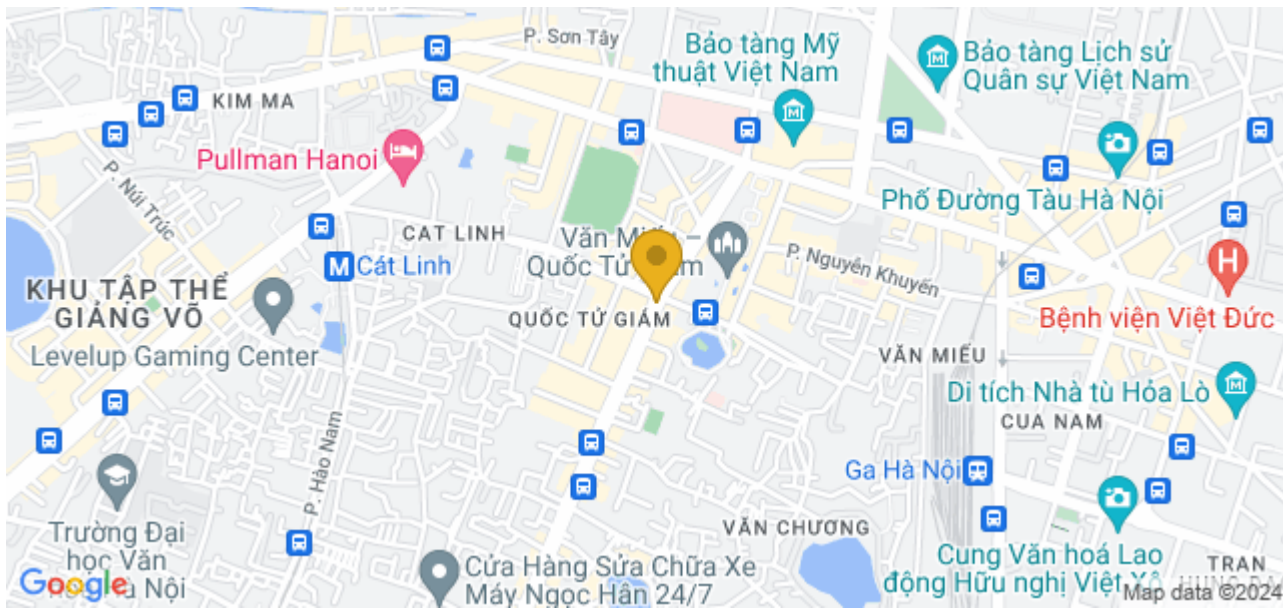 P. Sơn Tây
Bảo tàng Mỹ
thuật Việt Nam
Bảo tàng Lịch sử
Quân sự Việt Nam
KIM MA
Pullman Hanoi
P. Núi Trúc
Phố Đường Tàu Hà Nội
CAT LINH
Văn Miếu –
Quốc Tử Giám
P. Nguyên Khuyến
M Cát Linh
H
KHU TẬP THỂ
GIẢNG VÕ
QUỐC TỬ GIÁM
Bệnh viện Việt Đức
Levelup Gaming Center
VĂN MIẾU
Di tích Nhà tù Hỏa Lò
CUA NAM
P. Hào Nam
Ga Hà Nội
VĂN CHƯƠNG
Trường Đại
học Văn
Hà Nội
Cửa Hàng Sửa Chữa Xe
Máy Ngọc Hân 24/7
Cung Văn hoá Lao
động Hữu nghị Việt Xô
TRAN
Google
Map data ©2024